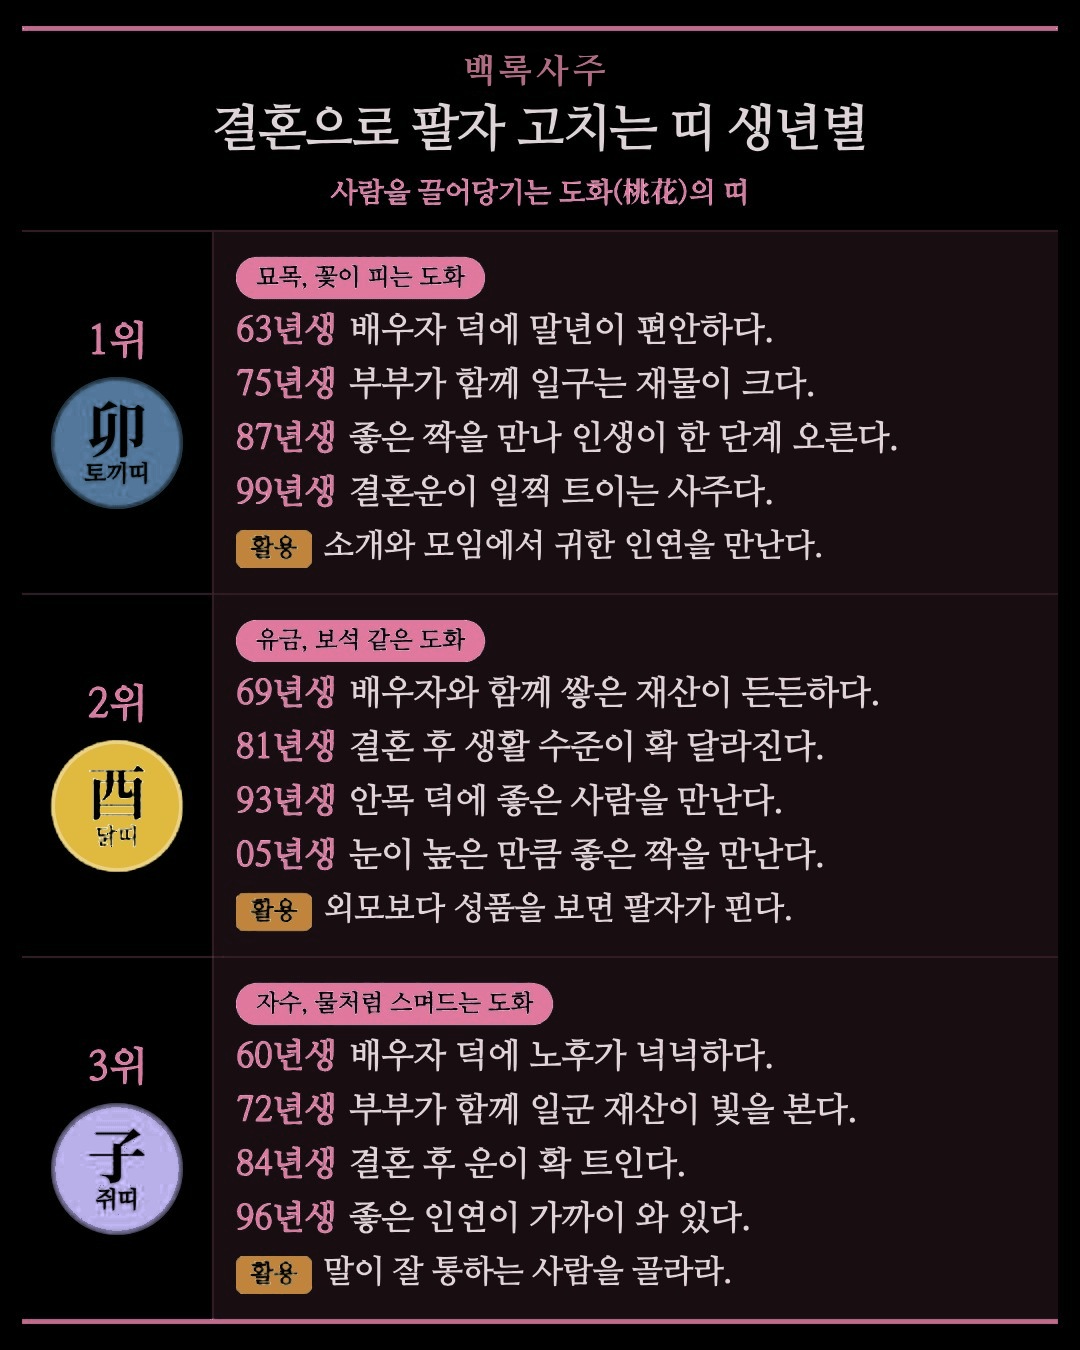 백록사주
결혼으로 팔자 고치는 띠 생년별
사람을 끌어당기는 도화(桃花)의 띠
1위
卯
토끼띠
묘목, 꽃이 피는 도화
63년생 배우자 덕에 말년이 편안하다.
75년생 부부가 함께 일구는 재물이 크다.
87년생 좋은 짝을 만나 인생이 한 단계 오른다.
99년생 결혼운이 일찍 트이는 사주다.
활용 소개와 모임에서 귀한 인연을 만난다.
2위
酉
닭띠
유금, 보석 같은 도화
69년생 배우자와 함께 쌓은 재산이 든든하다.
81년생 결혼 후 생활 수준이 확 달라진다.
93년생 안목 덕에 좋은 사람을 만난다.
05년생 눈이 높은 만큼 좋은 짝을 만난다.
활용 외모보다 성품을 보면 팔자가 핀다.
3위
子
쥐띠
자수, 물처럼 스며드는 도화
60년생 배우자 덕에 노후가 넉넉하다.
72년생 부부가 함께 일군 재산이 빛을 본다.
84년생 결혼 후 운이 확 트인다.
96년생 좋은 인연이 가까이 와 있다.
활용 말이 잘 통하는 사람을 골라라.